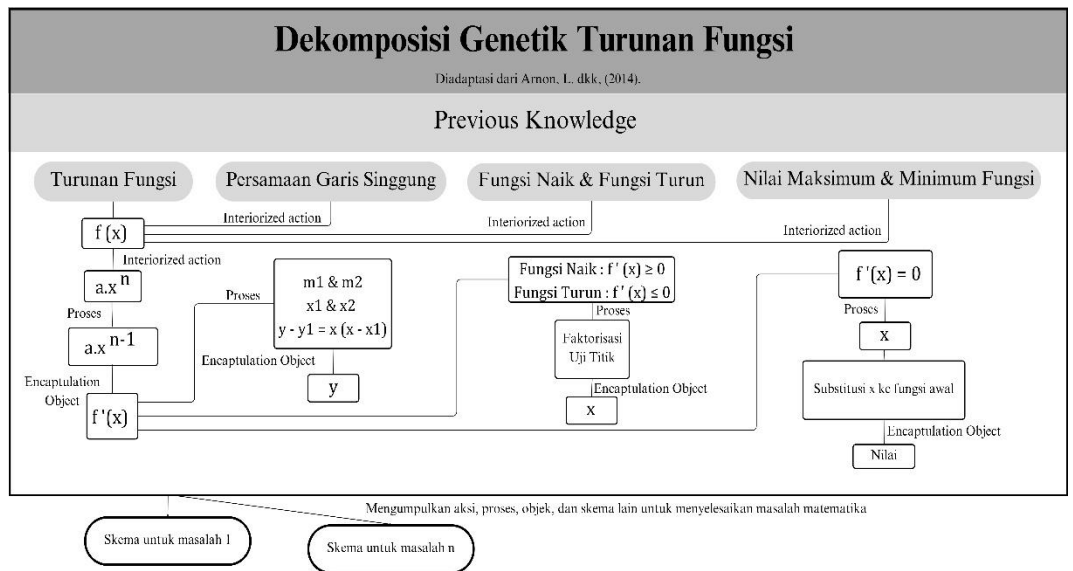 Dekomposisi Genetik Turunan Fungsi
Diadaptasi dari Arnon, L. dkk, (2014).
Previous Knowledge
Turunan Fungsi
Persamaan Garis Singgung
Fungsi Naik & Fungsi Turun
Nilai Maksimum & Minimum Fungsi
Interiorized action
Interiorized action
Interiorized action
f (x)
Interiorized action
a.xⁿ
Proses
a.xⁿ⁻¹
Encaptulation
Object
f '(x)
Proses
m1 & m2
x1 & x2
y - y1 = x (x - x1)
Encaptulation Object
y
Fungsi Naik : f ' (x) ≥ 0
Fungsi Turun : f ' (x) ≤ 0
Proses
Faktorisasi
Uji Titik
Encaptulation Object
x
f '(x) = 0
Proses
x
Substitusi x ke fungsi awal
Encaptulation Object
Nilai
Mengumpulkan aksi, proses, objek, dan skema lain untuk menyelesaikan masalah matematika
Skema untuk masalah 1
Skema untuk masalah n